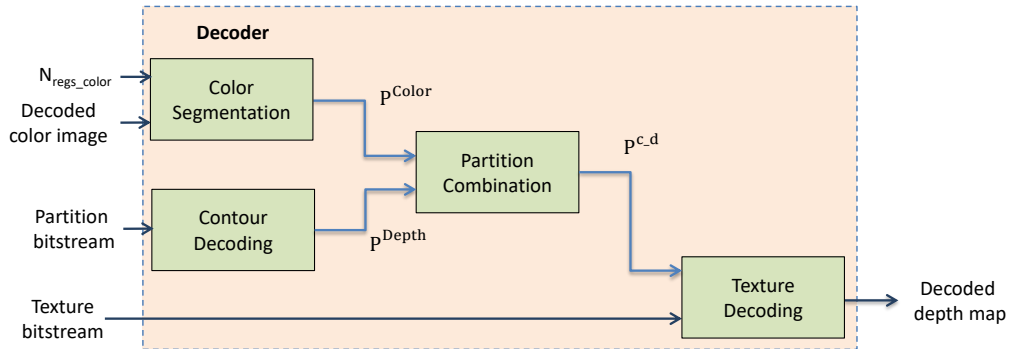 Decoder
N_regs_color
Color
Segmentation
P^Color
Decoded
color image
Partition
Combination
P^c_d
Partition
bitstream
Contour
Decoding
P^Depth
Texture
bitstream
Texture
Decoding
Decoded
depth map